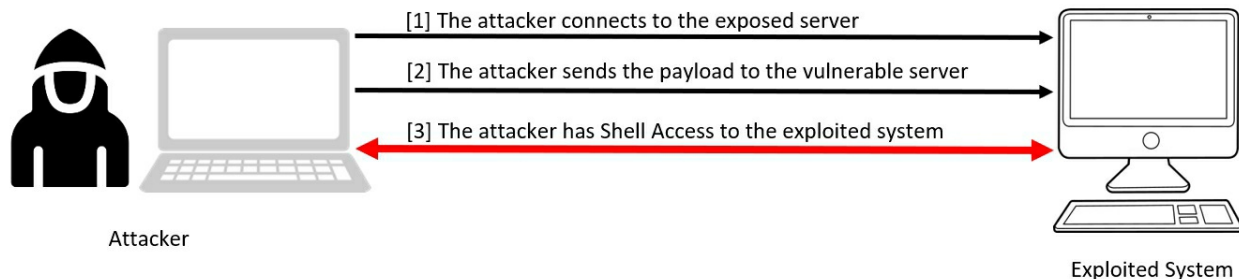 [1] The attacker connects to the exposed server
[2] The attacker sends the payload to the vulnerable server
[3] The attacker has Shell Access to the exploited system
Attacker
Exploited System